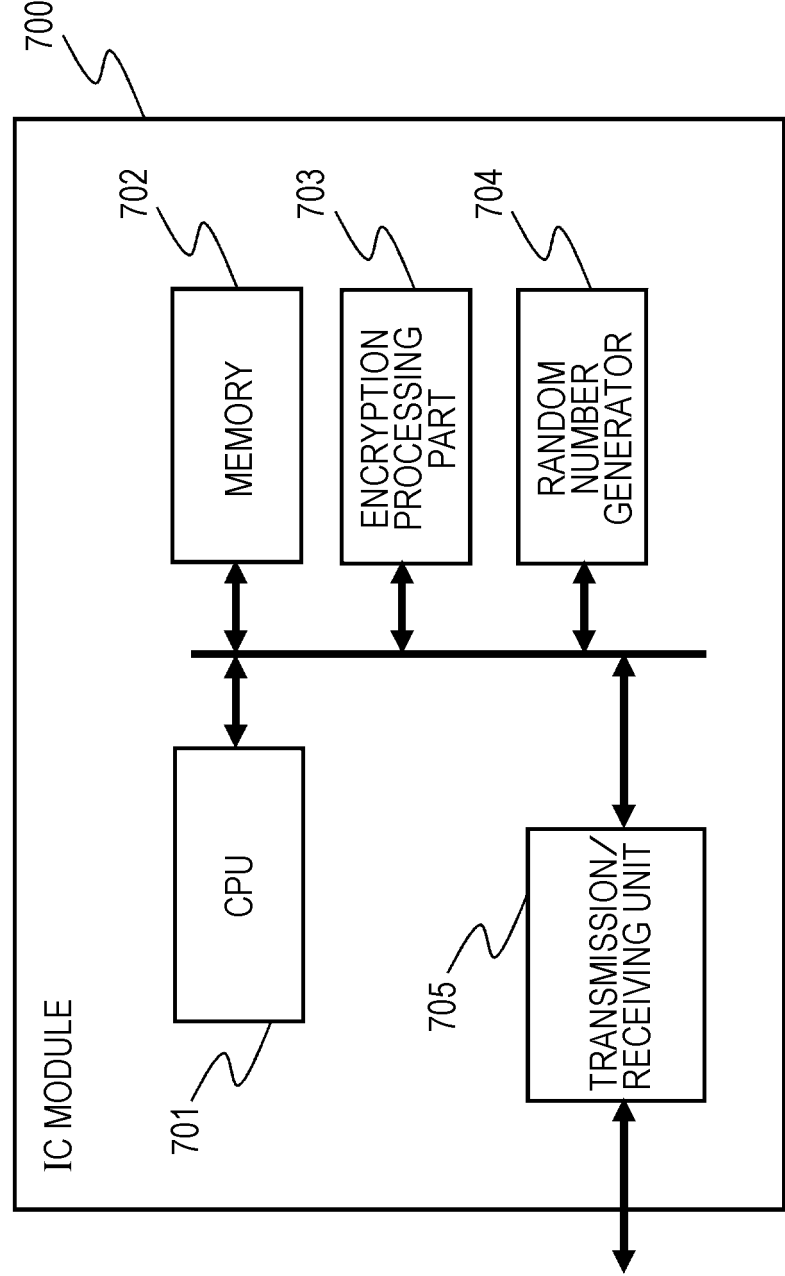 700
IC MODULE
701
CPU
702
MEMORY
703
ENCRYPTION
PROCESSING
PART
704
RANDOM
NUMBER
GENERATOR
705
TRANSMISSION/
RECEIVING UNIT